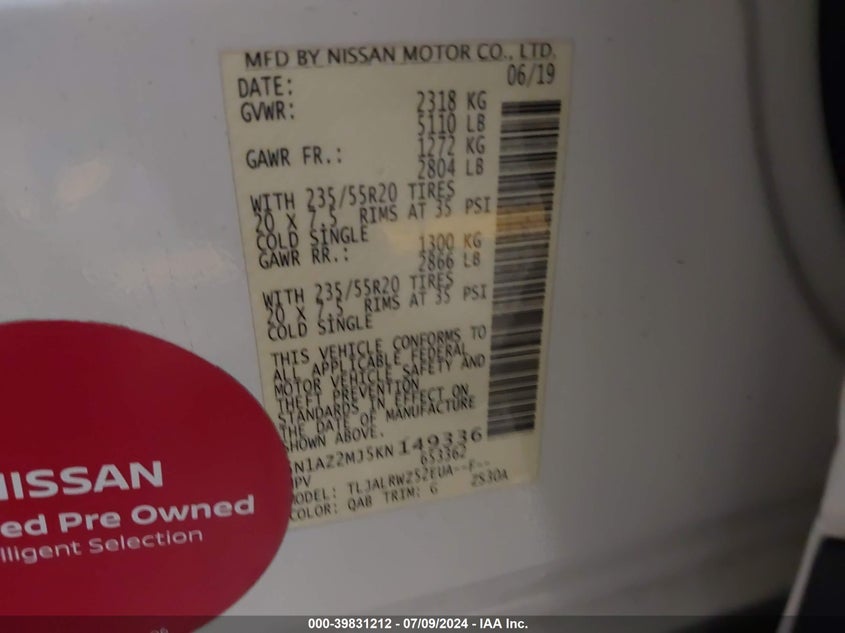 MFD BY NISSAN MOTOR CO., LTD.
DATE: 06/19
GVWR: 2318 KG
5110 LB
GAWR FR.: 1272 KG
2804 LB
WITH 235/55R20 TIRES
20 X 7.5 RIMS AT 35 PSI
COLD SINGLE
GAWR RR.: 1300 KG
2866 LB
WITH 235/55R20 TIRES
20 X 7.5 RIMS AT 35 PSI
COLD SINGLE
THIS VEHICLE CONFORMS TO
ALL APPLICABLE FEDERAL
MOTOR VEHICLE SAFETY AND
THEFT PREVENTION
STANDARDS IN EFFECT ON
THE DATE OF MANUFACTURE
SHOWN ABOVE.
N1AZ2MJ5KN149336
PV 653362
ODEL: TLJALRWZ52EUA--F--
COLOR: QAB TRIM: G 2S30A
NISSAN
ed Pre Owned
lligent Selection
000-39831212 / 07/09/2024 - IAA Inc.